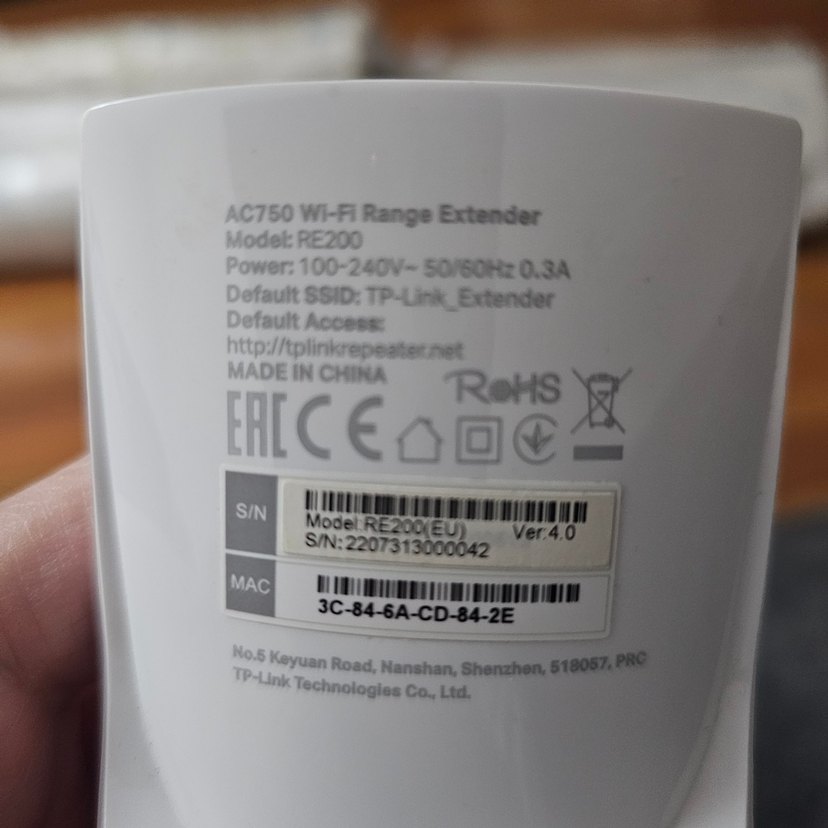 AC750 Wi-Fi Range Extender
Model: RE200
Power: 100-240V~ 50/60Hz 0.3A
Default SSID: TP-Link_Extender
Default Access:
http://tplinkrepeater.net
MADE IN CHINA
RoHS
EAC CE
S/N
Model:RE200(EU) Ver:4.0
S/N:2207313000042
MAC
3C-84-6A-CD-84-2E
No.5 Keyuan Road, Nanshan, Shenzhen, 518057, PRC
TP-Link Technologies Co., Ltd.